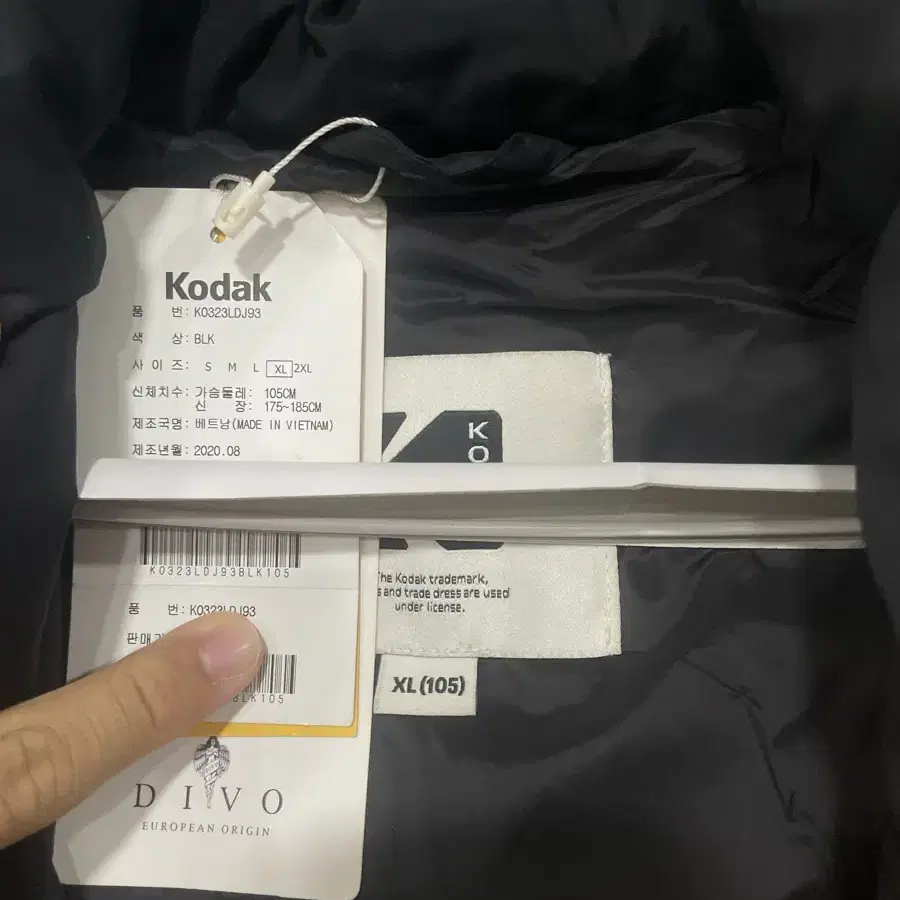 Kodak
품 번: K0323LDJ93
색 상: BLK
사 이 즈: S M L XL 2XL
신체치수: 가슴둘레: 105CM
신 장: 175~185CM
제조국명: 베트남(MADE IN VIETNAM)
제조년월: 2020.08
K0323LDJ93BLK105
품 번: K0323LDJ93
판매
BLK105
DIVO
EUROPEAN ORIGIN
K
KO
The Kodak trademark,
and trade dress are used
under license.
XL (105)